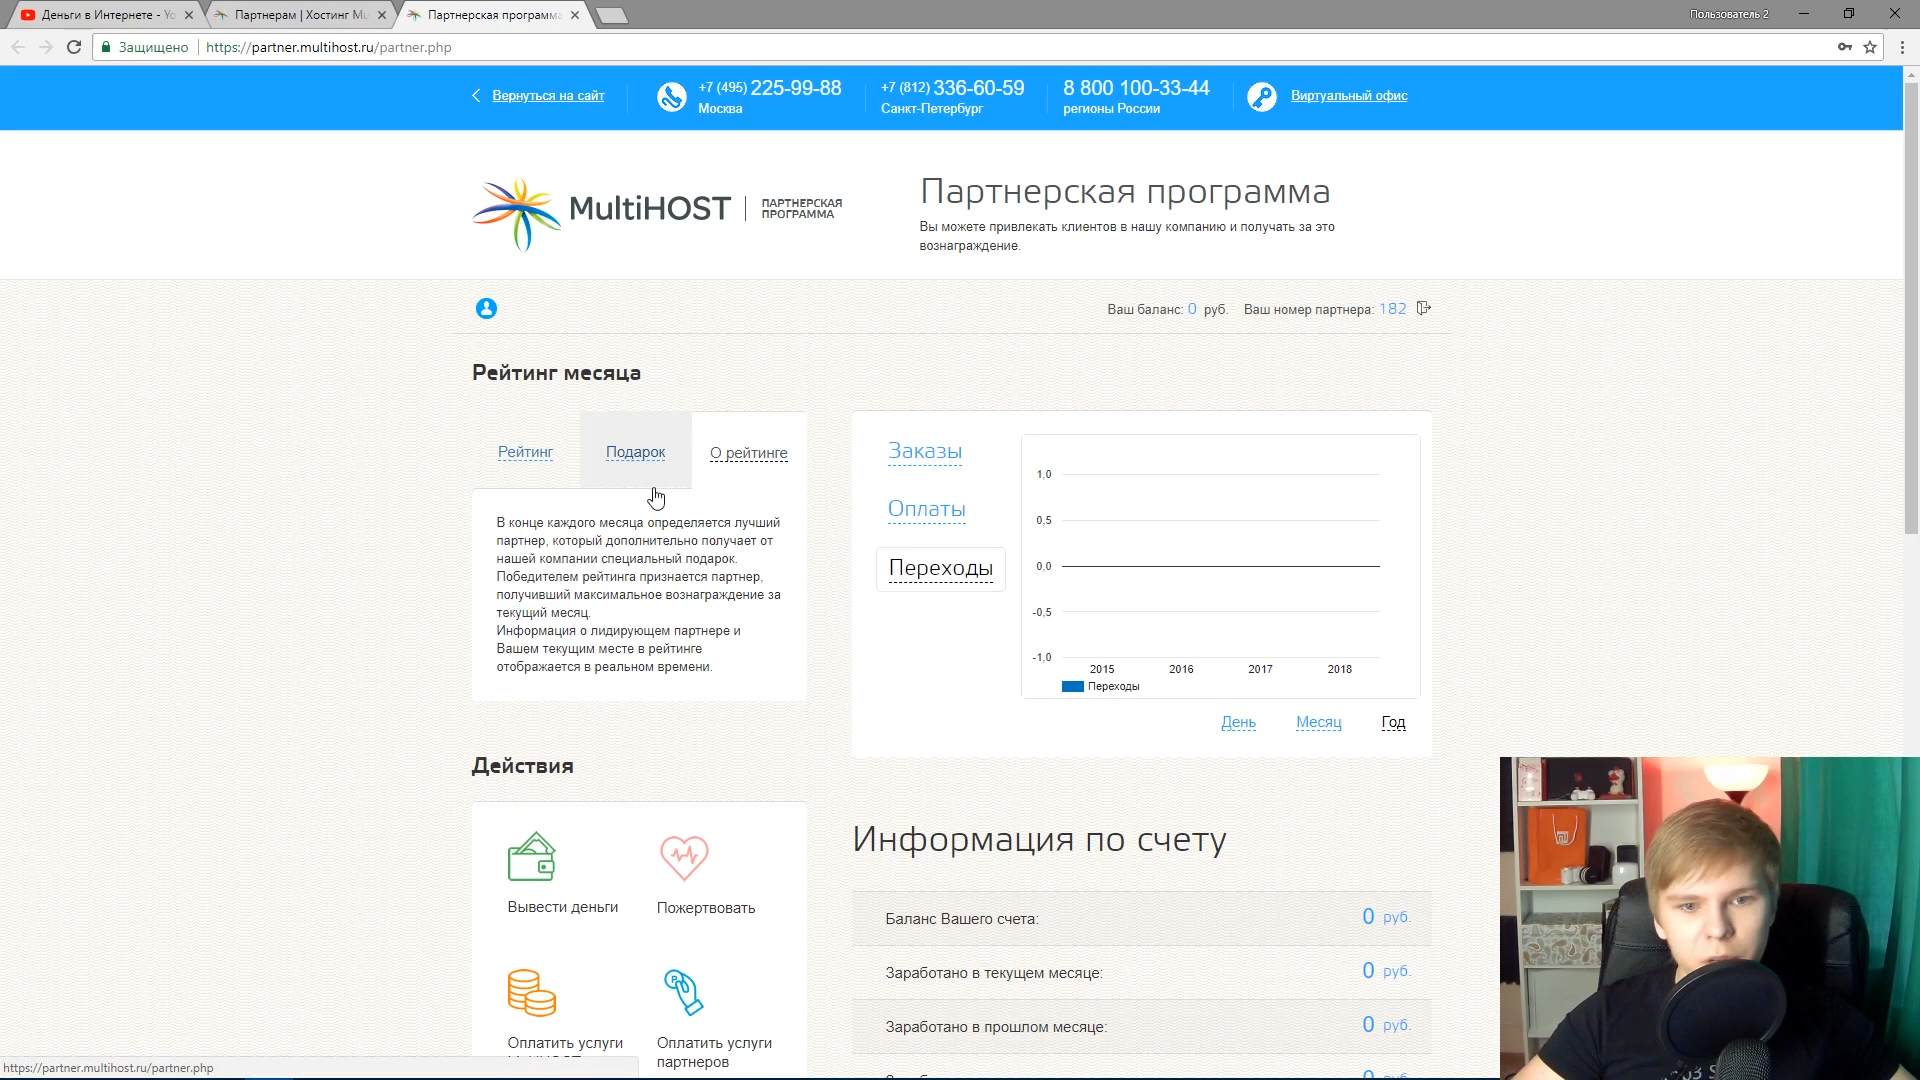 Деньги в Интернете - Yo
Партнерам | Хостинг Mu
Партнерская программа
Пользователь 2
Защищено
https://partner.multihost.ru/partner.php
Вернуться на сайт
+7 (495) 225-99-88
Москва
+7 (812) 336-60-59
Санкт-Петербург
8 800 100-33-44
регионы России
Виртуальный офис
MultiHOST
ПАРТНЕРСКАЯ
ПРОГРАММА
Партнерская программа
Вы можете привлекать клиентов в нашу компанию и получать за это
вознаграждение.
Ваш баланс: 0 руб.
Ваш номер партнера: 182
Рейтинг месяца
Рейтинг
Подарок
О рейтинге
В конце каждого месяца определяется лучший
партнер, который дополнительно получает от
нашей компании специальный подарок.
Победителем рейтинга признается партнер,
получивший максимальное вознаграждение за
текущий месяц.
Информация о лидирующем партнере и
Вашем текущим месте в рейтинге
отображается в реальном времени.
Заказы
Оплаты
Переходы
1,0
0,5
0,0
-0,5
-1,0
2015 2016 2017 2018
Переходы
День
Месяц
Год
Действия
Вывести деньги
Пожертвовать
Оплатить услуги
Оплатить услуги
партнеров
Информация по счету
Баланс Вашего счета: 0 руб.
Заработано в текущем месяце: 0 руб.
Заработано в прошлом месяце: 0 руб.
https://partner.multihost.ru/partner.php